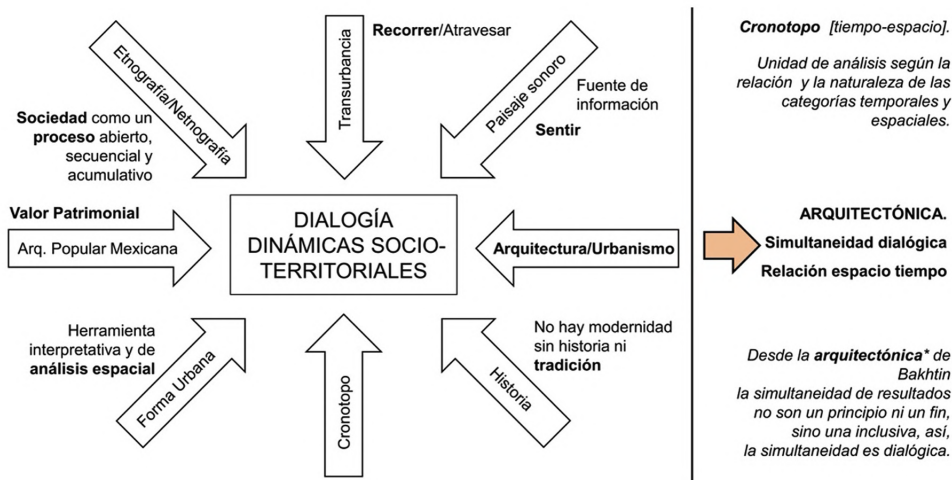 Etnografía/Netnografía
Transurbancia
Recorrer/Atravesar
Paisaje sonoro
Fuente de
información
Sentir
Sociedad como un
proceso abierto,
secuencial y
acumulativo
Valor Patrimonial
Arq. Popular Mexicana
DIALOGÍA
DINÁMICAS SOCIO-
TERRITORIALES
Arquitectura/Urbanismo
Herramienta
interpretativa y de
análisis espacial
Forma Urbana
Cronotopo
No hay modernidad
sin historia ni
tradición
Historia
Cronotopo [tiempo-espacio].
Unidad de análisis según la
relación y la naturaleza de las
categorías temporales y
espaciales.
ARQUITECTÓNICA.
Simultaneidad dialógica
Relación espacio tiempo
Desde la arquitectónica* de
Bakhtin
la simultaneidad de resultados
no son un principio ni un fin,
sino una inclusiva, así,
la simultaneidad es dialógica.